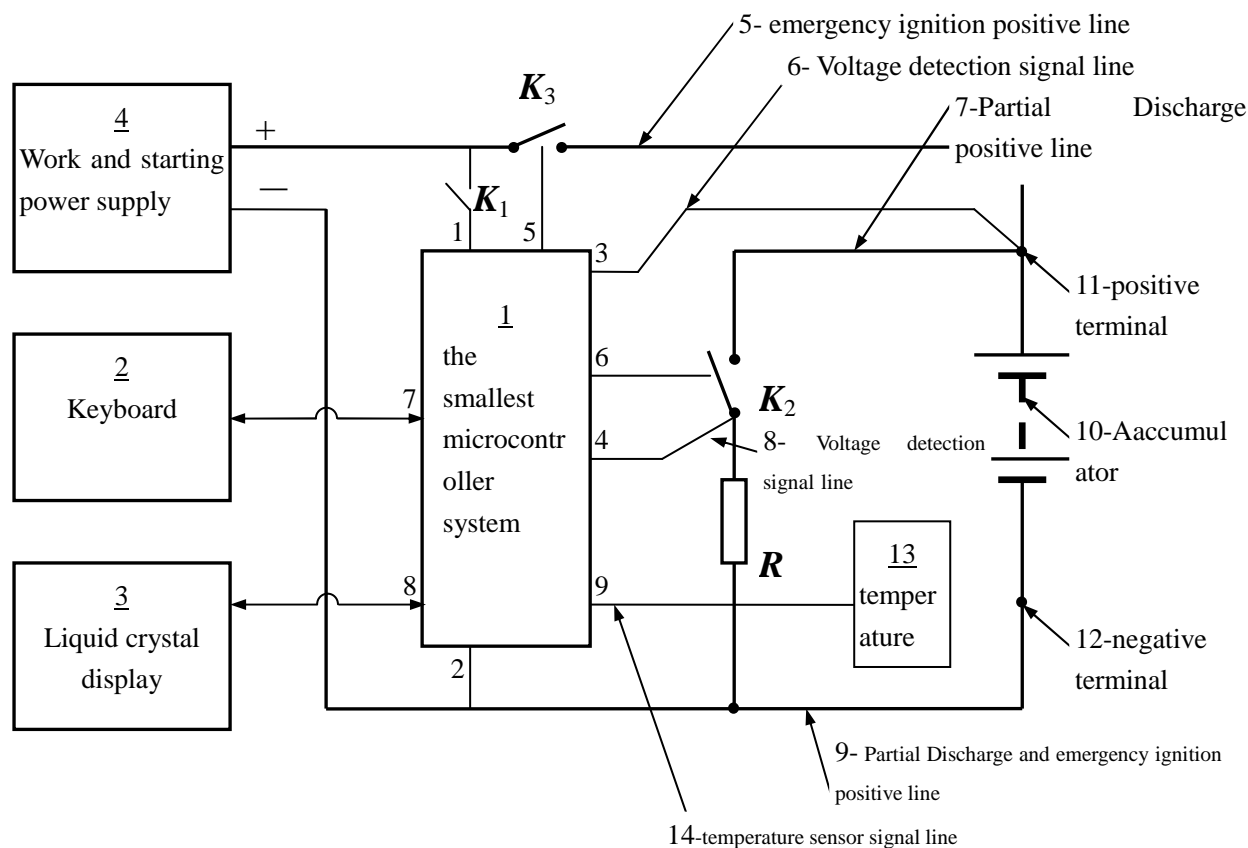 5- emergency ignition positive line
6- Voltage detection signal line
7-Partial Discharge
positive line
K3
4
Work and starting
power supply
+
—
K1
1
5
3
11-positive
terminal
1
the
smallest
microcontr
oller
system
2
Keyboard
7
6
K2
4
8- Voltage detection
signal line
10-Aaccumul
ator
R
13
temper
ature
3
Liquid crystal
display
8
9
12-negative
terminal
2
9- Partial Discharge and emergency ignition
positive line
14-temperature sensor signal line